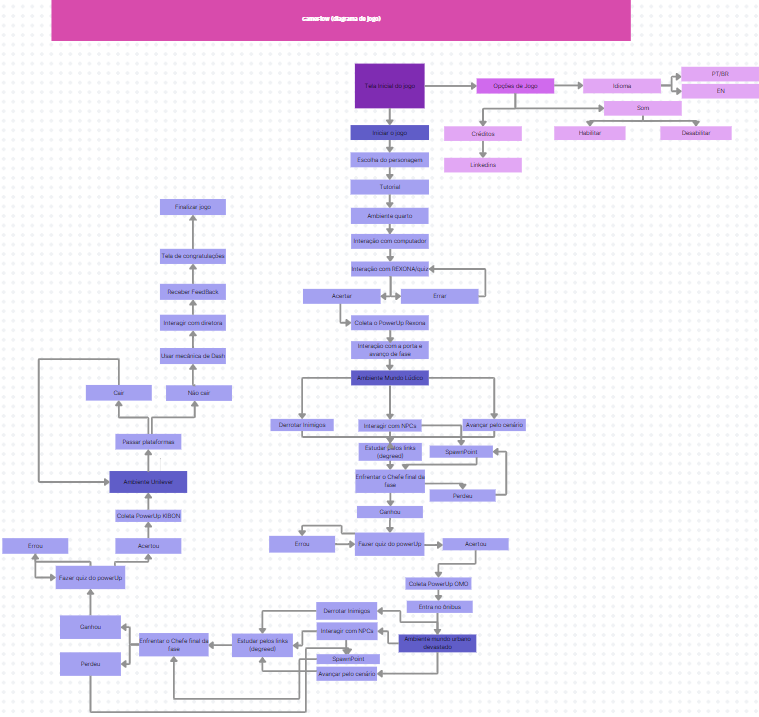 gameflow (diagrama de jogo)
Tela Inicial do jogo
Opções de Jogo
Idioma
PT/BR
EN
Som
Habilitar
Desabilitar
Créditos
Linkedins
Iniciar o jogo
Escolha do personagem
Tutorial
Ambiente quarto
Interação com computador
Interação com REXONA/quiz
Acertar
Errar
Coleta o PowerUp Rexona
Interação com a porta e
avanço de fase
Ambiente Mundo Lúdico
Derrotar Inimigos
Interagir com NPCs
Avançar pelo cenário
Estudar pelos links
(degreed)
SpawnPoint
Enfrentar o Chefe final de
fase
Perdeu
Ganhou
Errou
Fazer quiz do powerUp
Acertou
Coleta PowerUp OMO
Entra no ônibus
Ambiente mundo urbano
devastado
Derrotar Inimigos
Interagir com NPCs
SpawnPoint
Avançar pelo cenário
Estudar pelos links
(degreed)
Enfrentar o Chefe final de
fase
Ganhou
Perdeu
Fazer quiz do powerUp
Errou
Acertou
Coleta PowerUp KIBON
Ambiente Unilever
Passar plataformas
Cair
Não cair
Usar mecânica de Dash
Interagir com diretora
Receber FeedBack
Tela de congratulações
Finalizar jogo